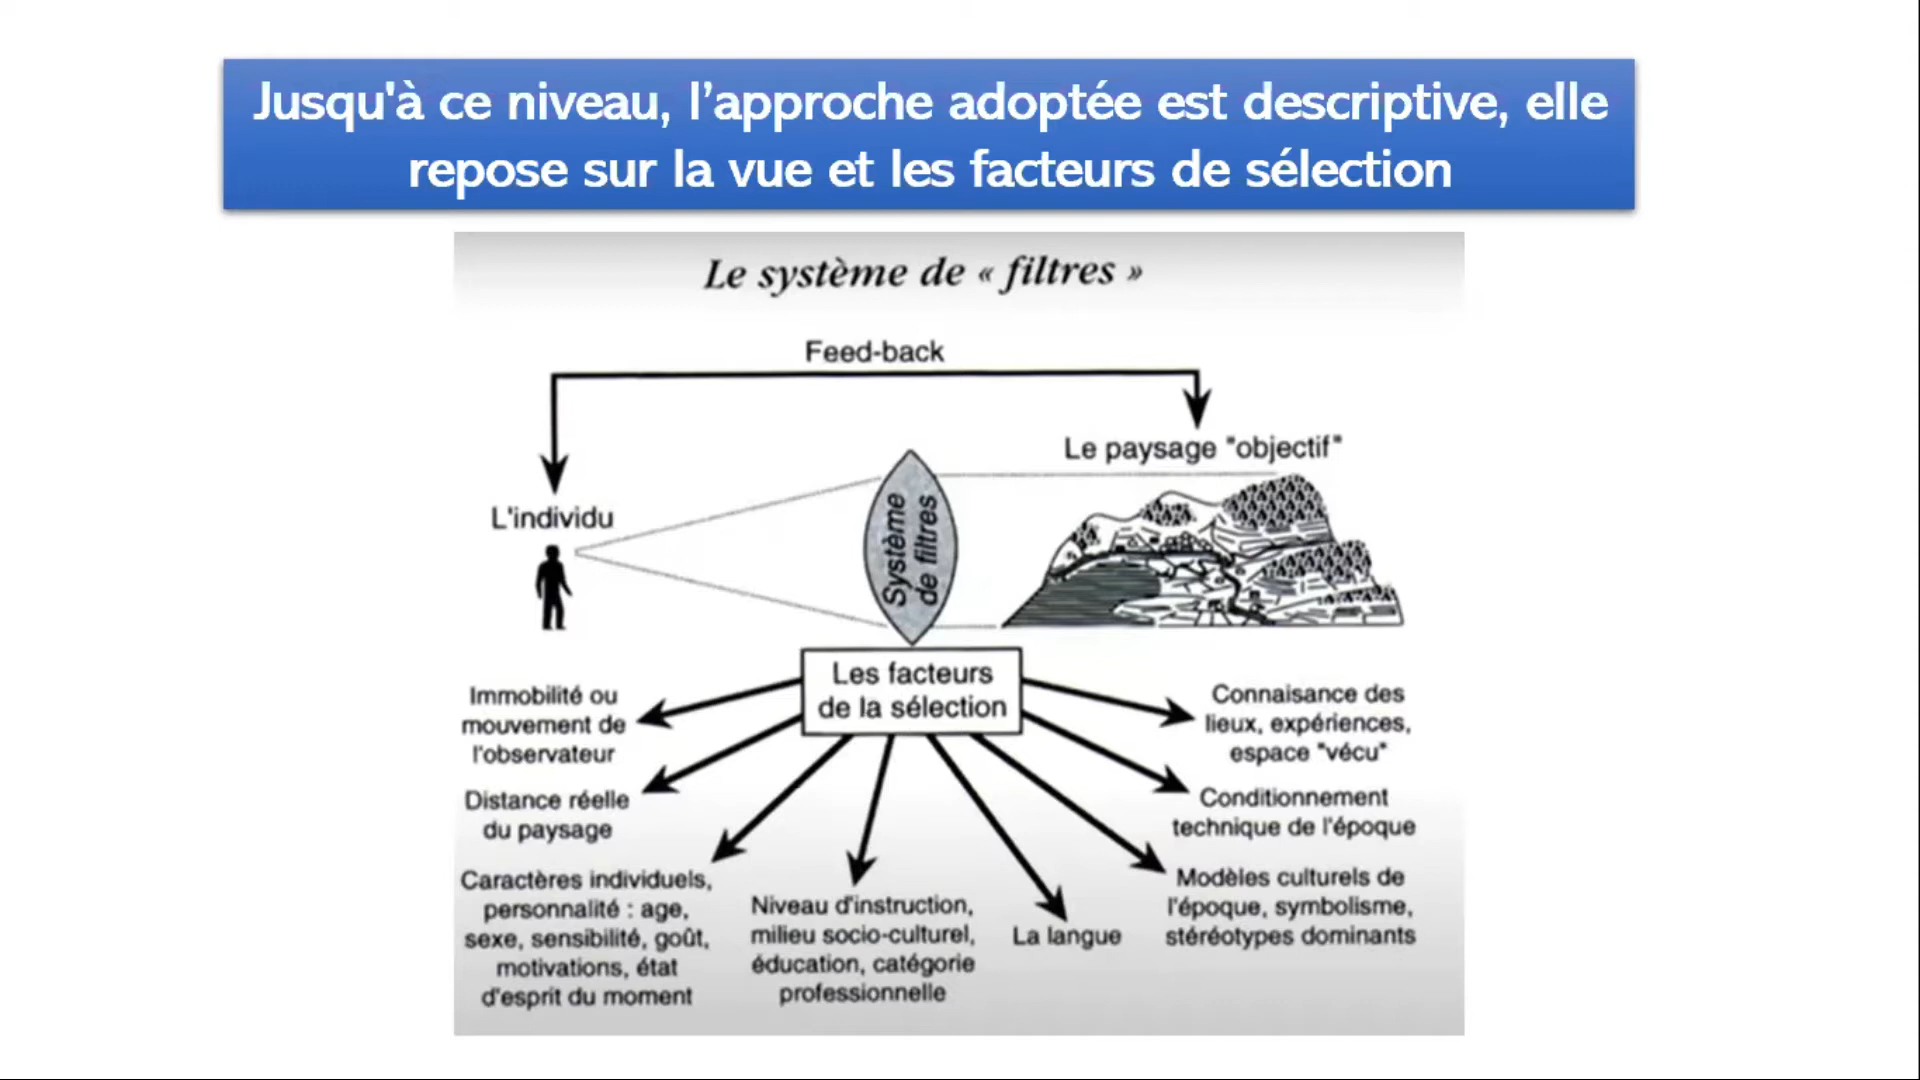 Jusqu'à ce niveau, l’approche adoptée est descriptive, elle
repose sur la vue et les facteurs de sélection
Le système de « filtres »
Feed-back
Le paysage "objectif"
L'individu
Système
de filtres
Les facteurs
de la sélection
Immobilité ou
mouvement de
l'observateur
Distance réelle
du paysage
Caractères individuels,
personnalité : age,
sexe, sensibilité, goût,
motivations, état
d'esprit du moment
Niveau d'instruction,
milieu socio-culturel,
éducation, catégorie
professionnelle
La langue
Modèles culturels de
l'époque, symbolisme,
stéréotypes dominants
Conditionnement
technique de l'époque
Connaisance des
lieux, expériences,
espace "vécu"